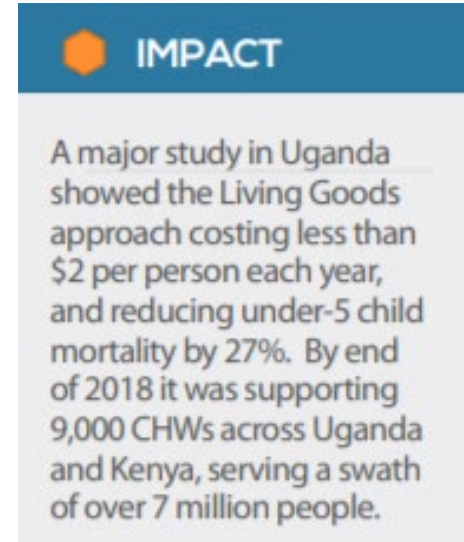 IMPACT
A major study in Uganda
showed the Living Goods
approach costing less than
$2 per person each year,
and reducing under-5 child
mortality by 27%.  By end
of 2018 it was supporting
9,000 CHWs across Uganda
and Kenya, serving a swath
of over 7 million people.